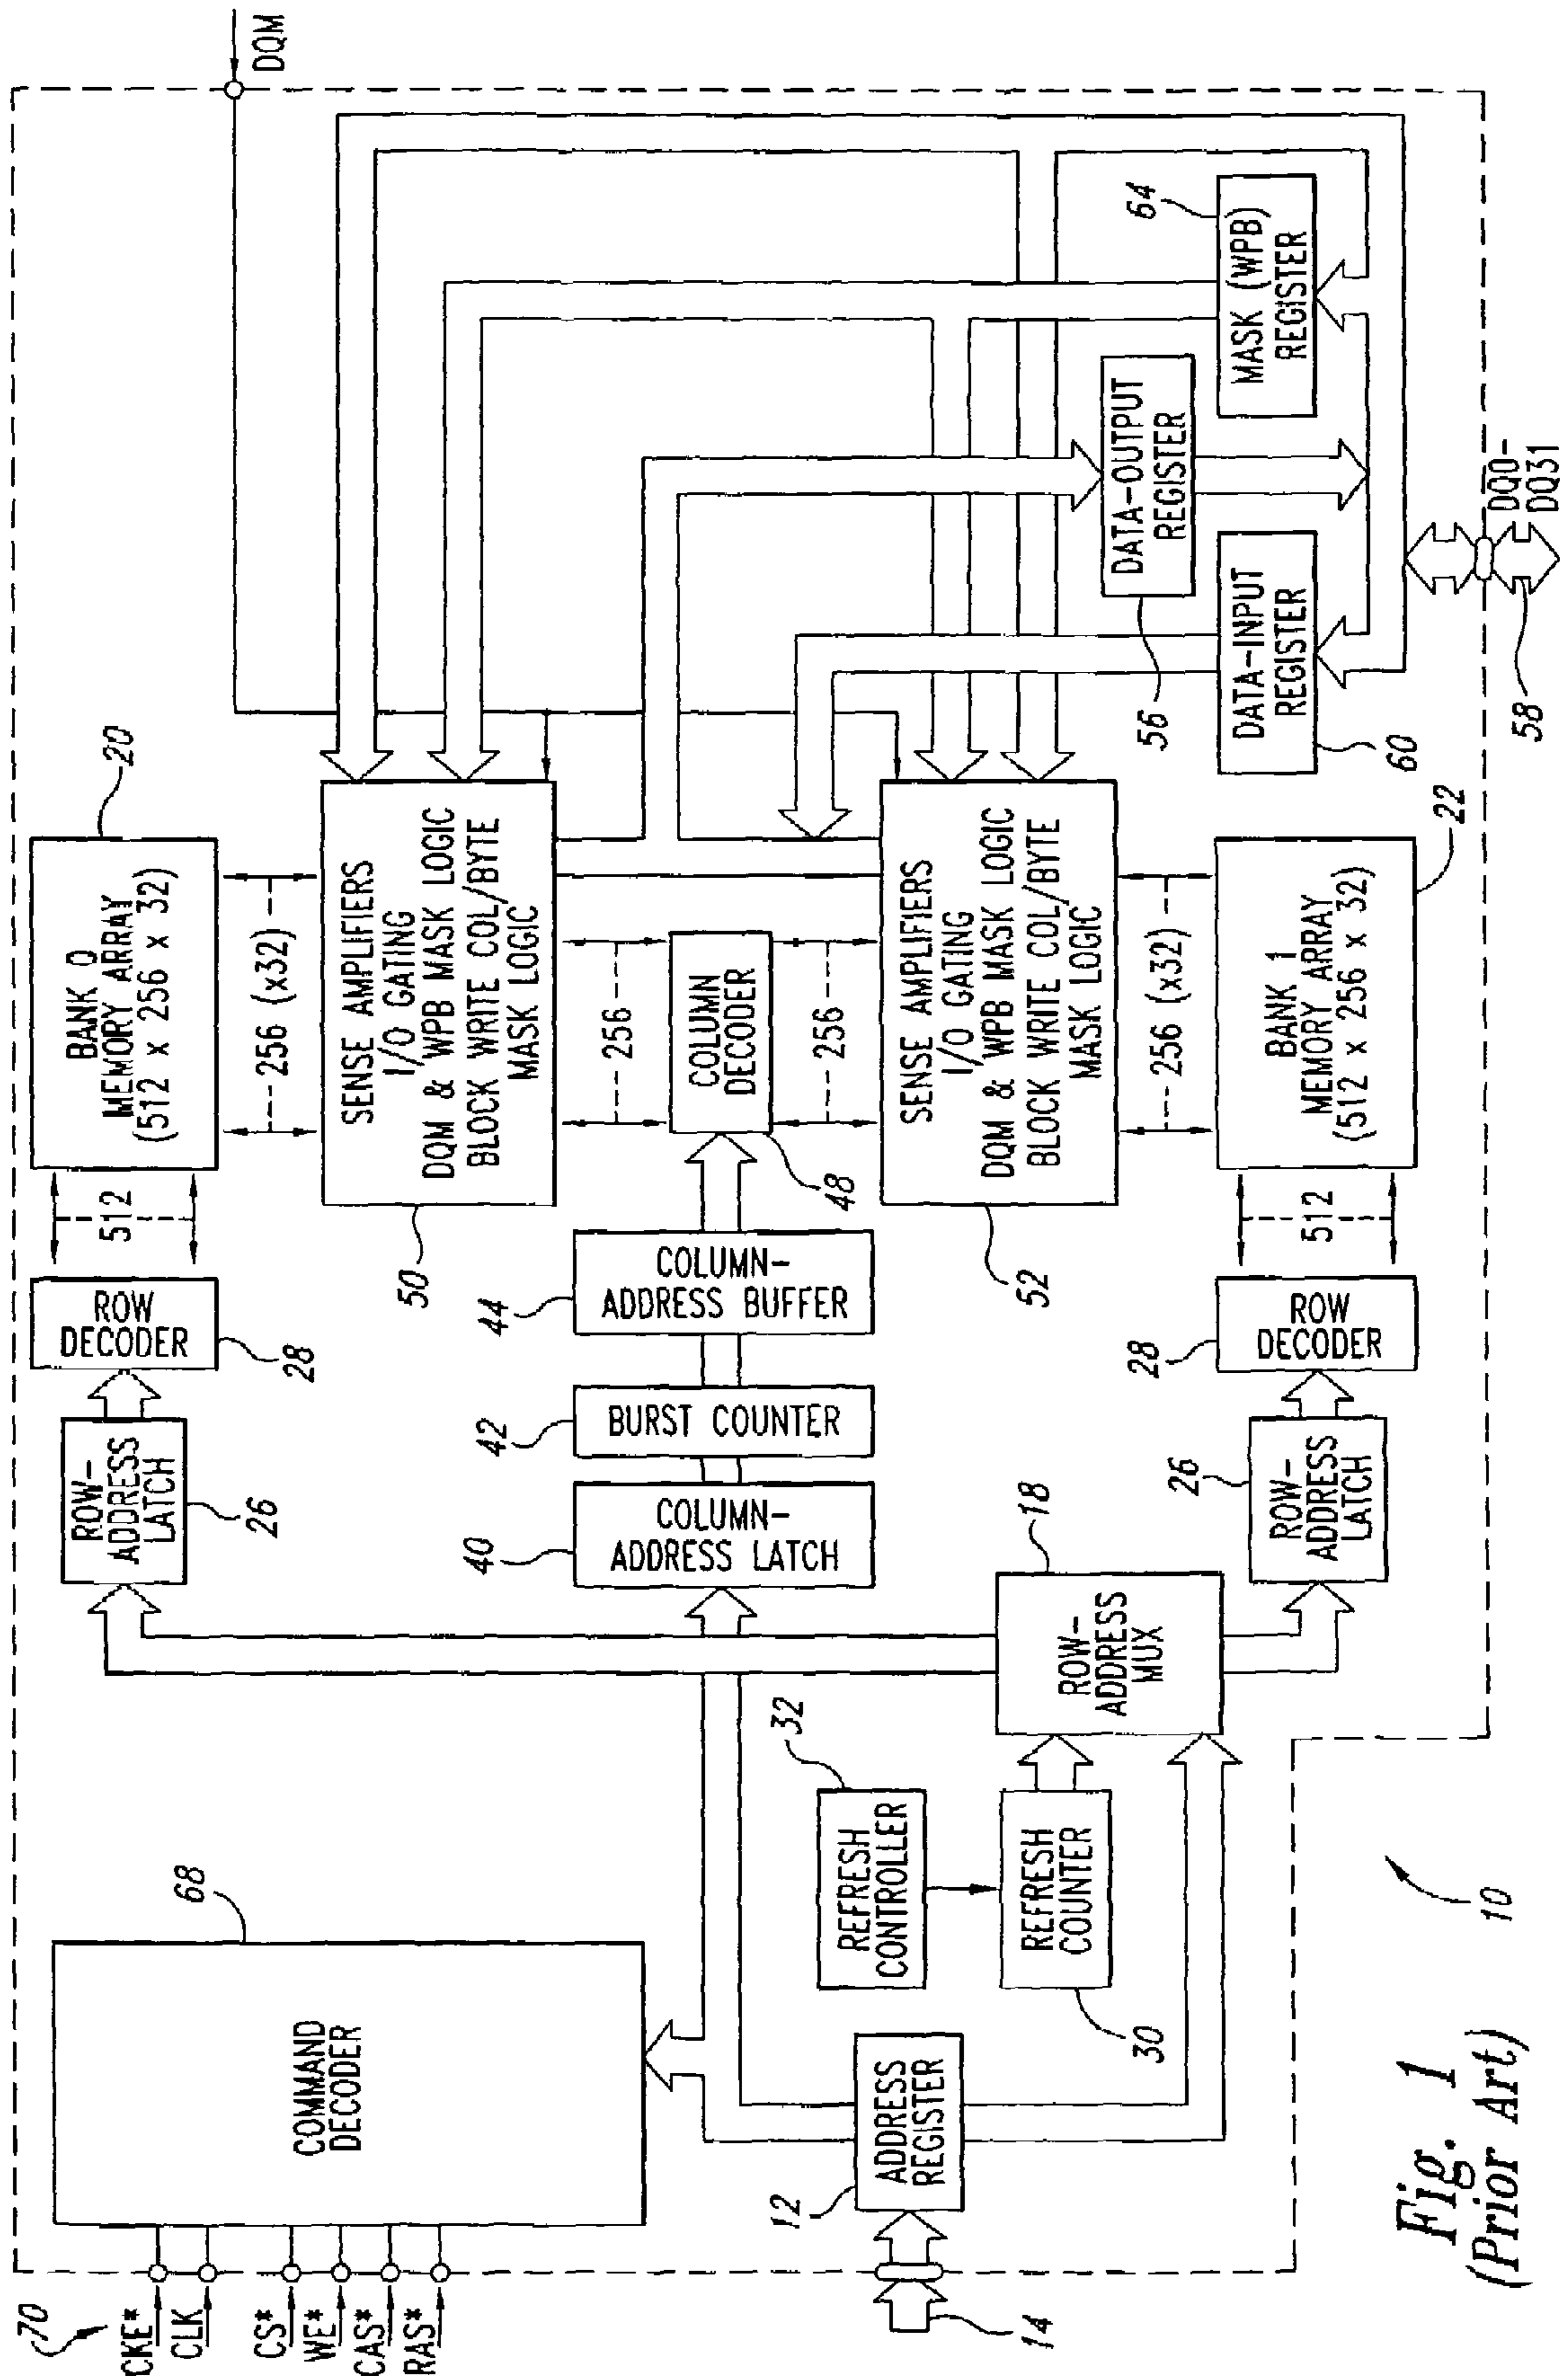 70
CKE*
CLK
CS*
WE*
CAS*
RAS*
COMMAND
DECODER
68
14
12
ADDRESS
REGISTER
REFRESH
CONTROLLER
32
REFRESH
COUNTER
30
ROW-
ADDRESS
MUX
18
ROW-
ADDRESS
LATCH
26
ROW
DECODER
28
512
BANK 0
MEMORY ARRAY
(512 x 256 x 32)
20
256 (x32)
SENSE AMPLIFIERS
I/O GATING
DQM & WPB MASK LOGIC
BLOCK WRITE COL/BYTE
MASK LOGIC
50
256
COLUMN-
ADDRESS LATCH
40
BURST COUNTER
42
COLUMN-
ADDRESS BUFFER
44
COLUMN
DECODER
48
256
SENSE AMPLIFIERS
I/O GATING
DQM & WPB MASK LOGIC
BLOCK WRITE COL/BYTE
MASK LOGIC
52
256 (x32)
ROW-
ADDRESS
LATCH
26
ROW
DECODER
28
512
BANK 1
MEMORY ARRAY
(512 x 256 x 32)
22
DQM
DATA-OUTPUT
REGISTER
56
DATA-INPUT
REGISTER
60
MASK (WPB)
REGISTER
64
DQ0-
DQ31
58
10
Fig. 1
(Prior Art)